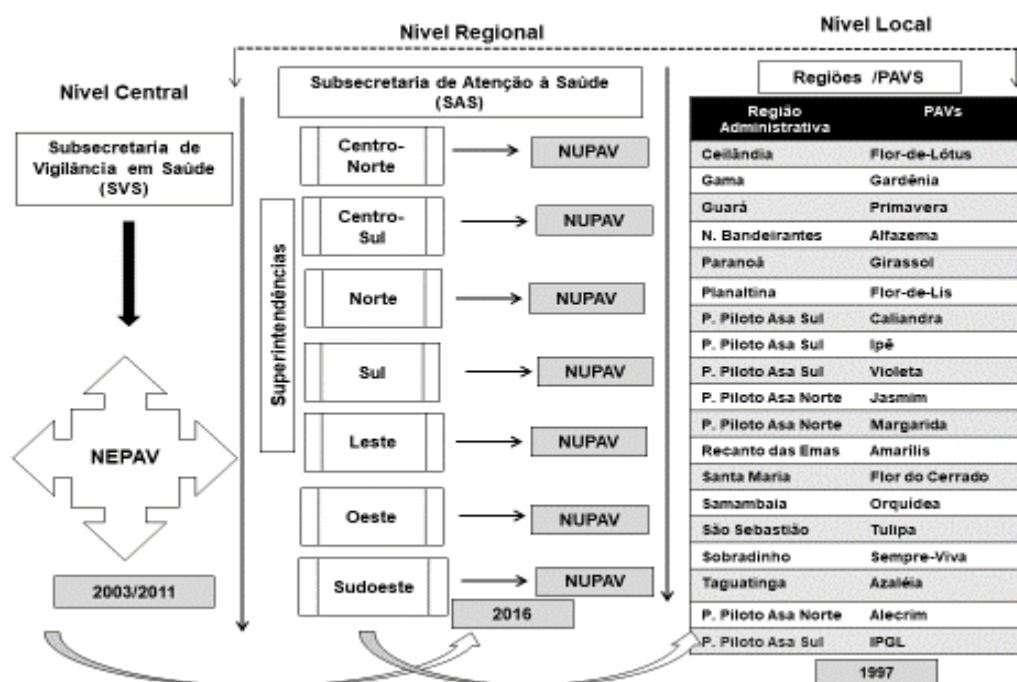 Nivel Central
Subsecretaria de
Vigilância em Saúde
(SVS)
NEPAV
2003/2011
Nivel Regional
Subsecretaria de Atenção à Saúde
(SAS)
Superintendências
Centro-
Norte
NUPAV
Centro-
Sul
NUPAV
Norte
NUPAV
Sul
NUPAV
Leste
NUPAV
Oeste
NUPAV
Sudoeste
NUPAV
2016
Nivel Local
Regiões /PAVS
Região
Administrativa
PAVs
Ceilândia Flor-de-Lótus
Gama Gardênia
Guará Primavera
N. Bandeirantes Alfazema
Paranoã Girassol
Planaltina Flor-de-Lis
P. Piloto Asa Sul Caliandra
P. Piloto Asa Sul Ipê
P. Piloto Asa Sul Violeta
P. Piloto Asa Norte Jasmim
P. Piloto Asa Norte Margarida
Recanto das Emas Amarílis
Santa Maria Flor do Cerrado
Samambaia Orquídea
São Sebastião Tulipa
Sobradinho Sempre-Viva
Taguatinga Azaléia
P. Piloto Asa Norte Alecrim
P. Piloto Asa Sul IPGL
1997